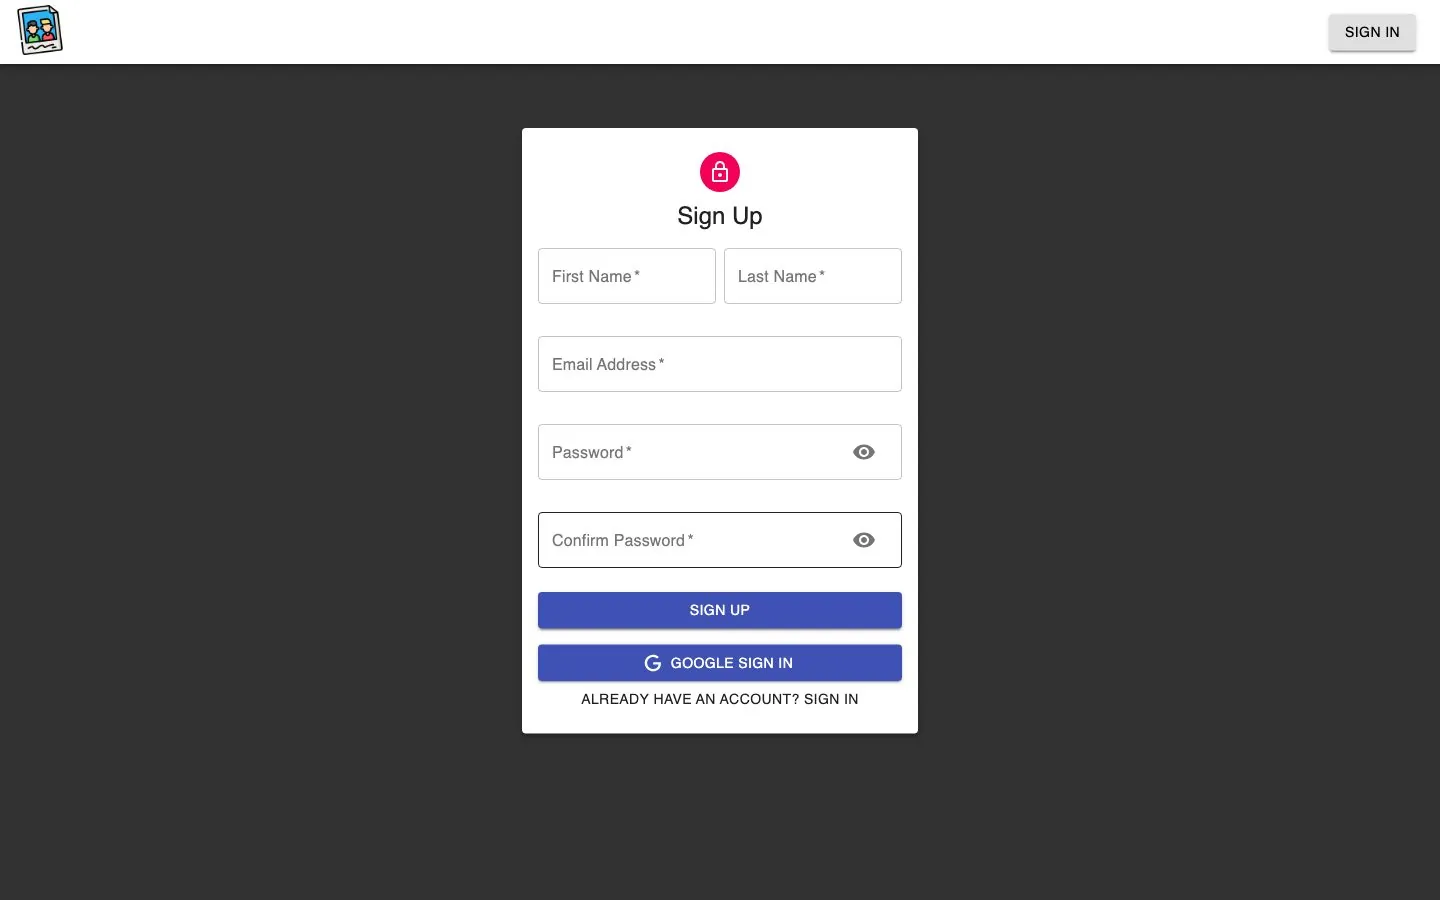 SIGN IN
Sign Up
First Name *
Last Name *
Email Address *
Password *
Confirm Password *
SIGN UP
GOOGLE SIGN IN
ALREADY HAVE AN ACCOUNT? SIGN IN